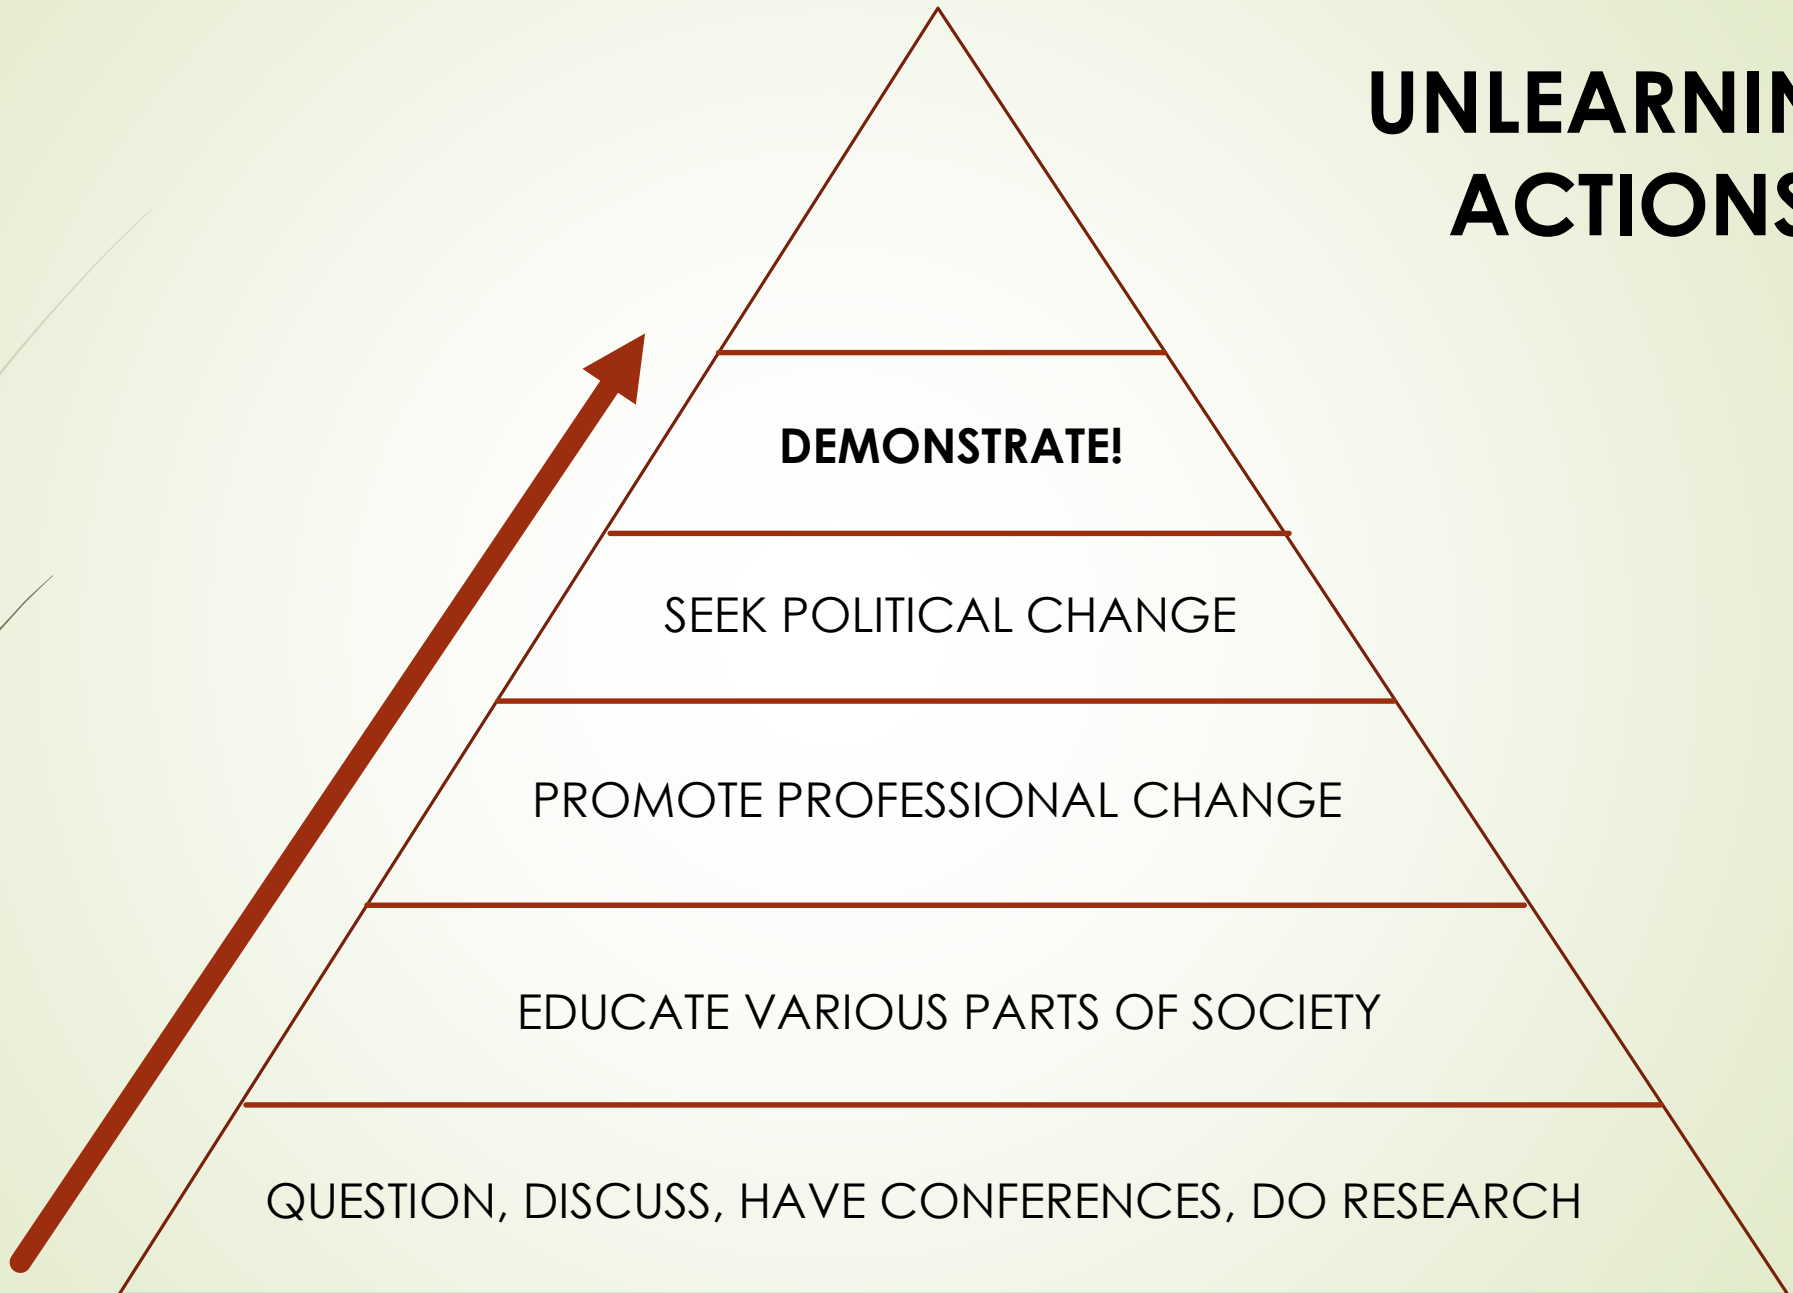 UNLEARNIN
ACTIONS
DEMONSTRATE!
SEEK POLITICAL CHANGE
PROMOTE PROFESSIONAL CHANGE
EDUCATE VARIOUS PARTS OF SOCIETY
QUESTION, DISCUSS, HAVE CONFERENCES, DO RESEARCH